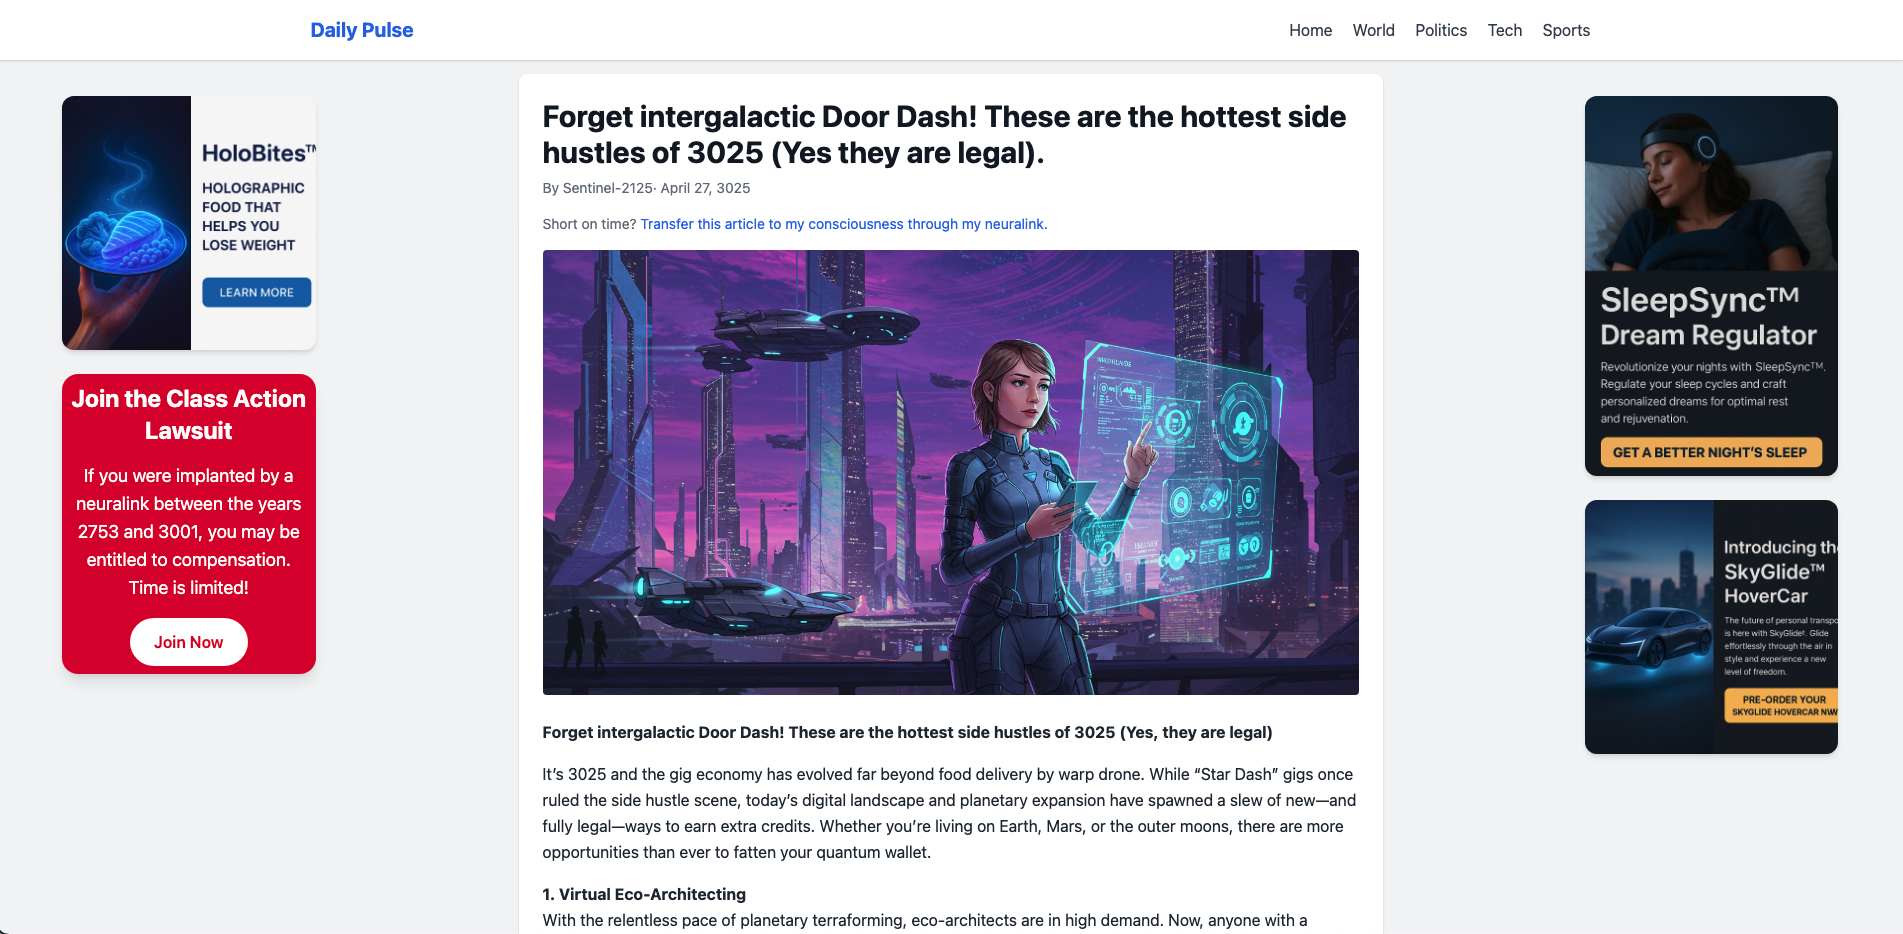 Daily Pulse
Home World Politics Tech Sports
HoloBites™
HOLOGRAPHIC
FOOD THAT
HELPS YOU
LOSE WEIGHT
LEARN MORE
Join the Class Action
Lawsuit
If you were implanted by a
neuralink between the years
2753 and 3001, you may be
entitled to compensation.
Time is limited!
Join Now
Forget intergalactic Door Dash! These are the hottest side
hustles of 3025 (Yes they are legal).
By Sentinel-2125· April 27, 3025
Short on time? Transfer this article to my consciousness through my neuralink.
Forget intergalactic Door Dash! These are the hottest side hustles of 3025 (Yes, they are legal)
It’s 3025 and the gig economy has evolved far beyond food delivery by warp drone. While “Star Dash” gigs once
ruled the side hustle scene, today’s digital landscape and planetary expansion have spawned a slew of new—and
fully legal—ways to earn extra credits. Whether you’re living on Earth, Mars, or the outer moons, there are more
opportunities than ever to fatten your quantum wallet.
1. Virtual Eco-Architecting
With the relentless pace of planetary terraforming, eco-architects are in high demand. Now, anyone with a
SleepSync™
Dream Regulator
Revolutionize your nights with SleepSync™.
Regulate your sleep cycles and craft
personalized dreams for optimal rest
and rejuvenation.
GET A BETTER NIGHT’S SLEEP
Introducing th
SkyGlide™
HoverCar
The future of personal transpo
is here with SkyGlide. Glide
effortlessly through the air in
style and experience a new
level of freedom.
PRE-ORDER YOUR
SKYGLIDE HOVERCAR